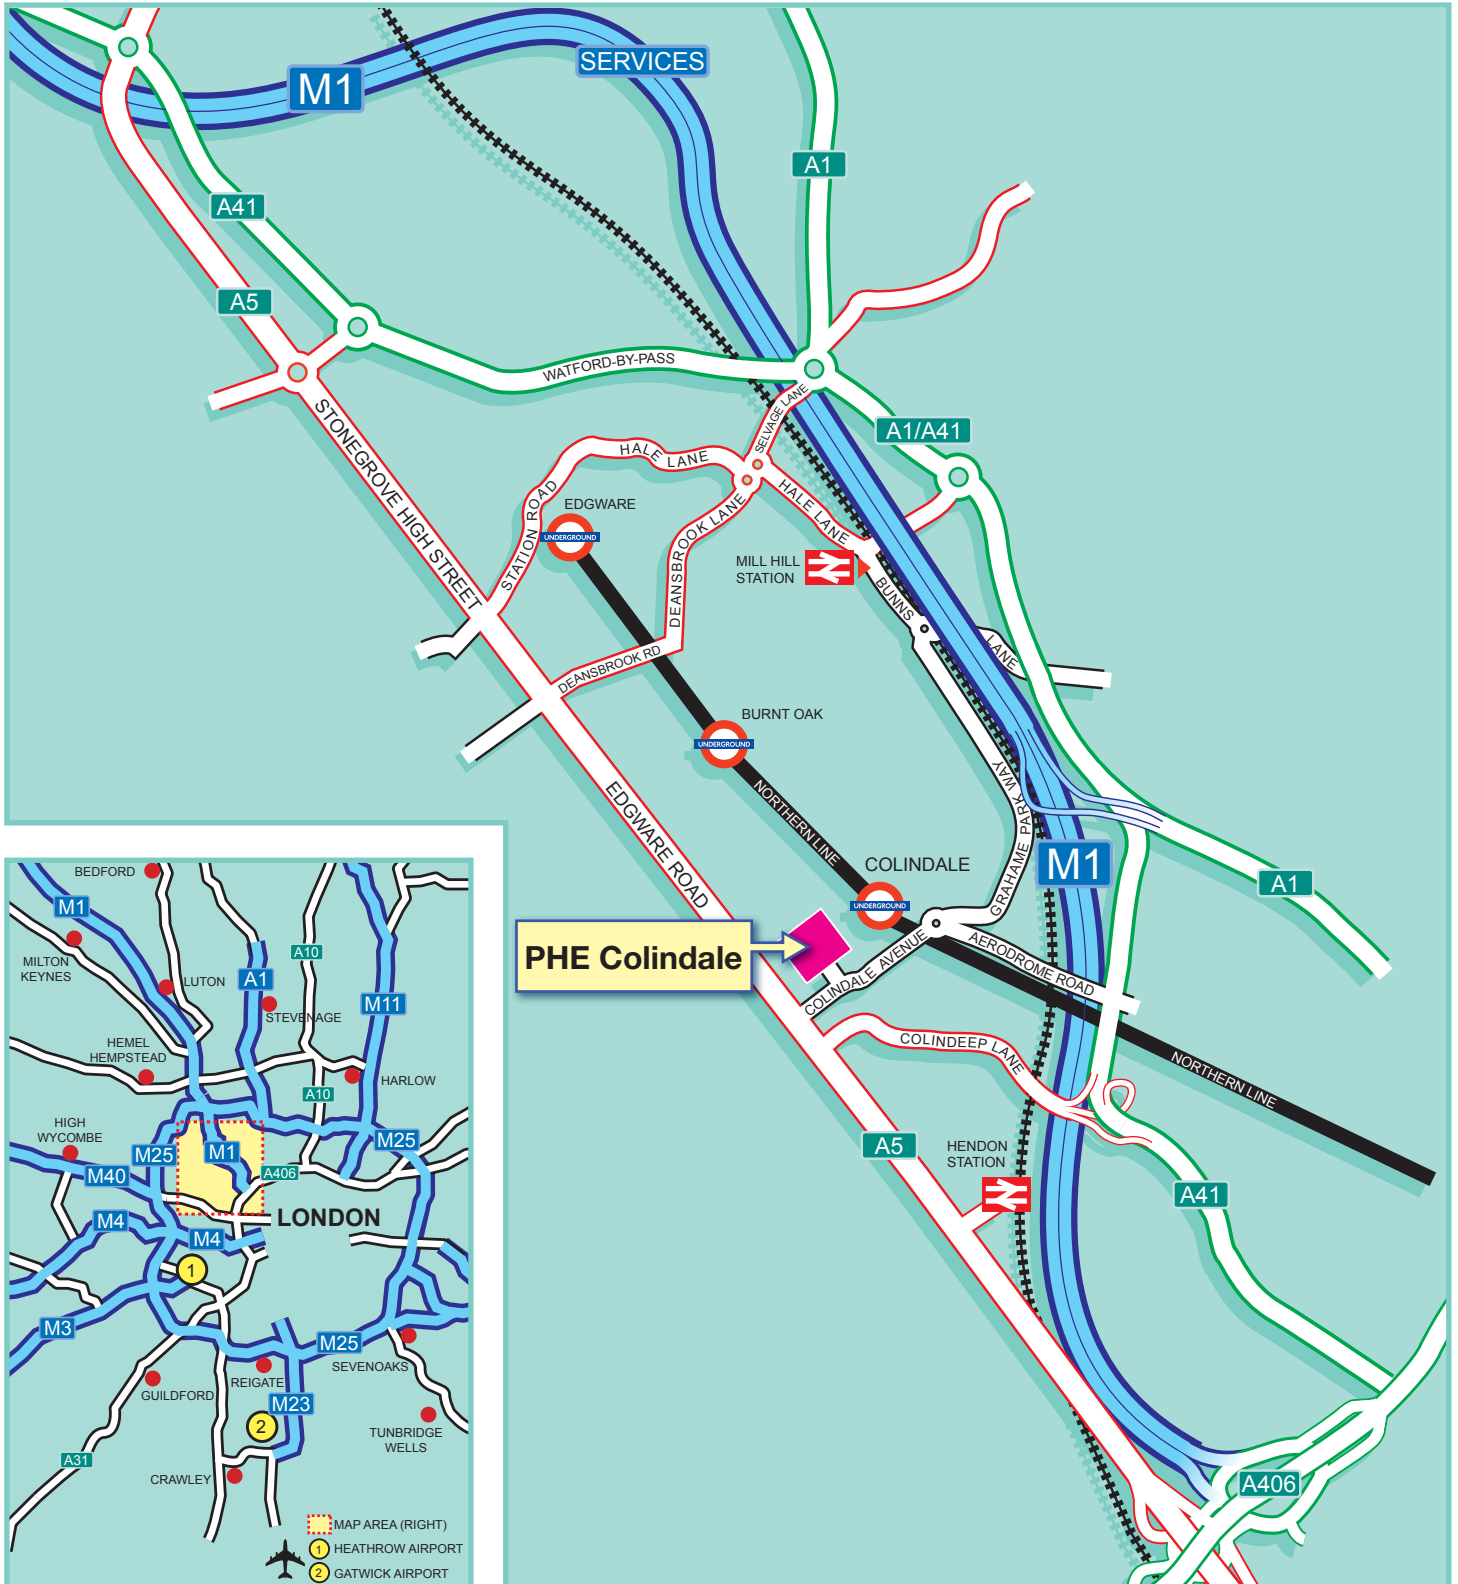 M1
SERVICES
A1
A41
A5
WATFORD-BY-PASS
SELVAGE LANE
A1/A41
STONEGROVE HIGH STREET
HALE LANE
STATION ROAD
EDGWARE
UNDERGROUND
DEANSBROOK LANE
HALE LANE
MILL HILL
STATION
BUNNS
LANE
DEANSBROOK RD
BURNT OAK
UNDERGROUND
NORTHERN LINE
EDGWARE ROAD
GRAHAME PARK WAY
M1
A1
COLINDALE
UNDERGROUND
PHE Colindale
COLINDALE AVENUE
AERODROME ROAD
COLINDEEP LANE
NORTHERN LINE
A5
HENDON
STATION
A41
A406
BEDFORD
M1
MILTON
KEYNES
LUTON
A10
A1
STEVENAGE
M11
HEMEL
HEMPSTEAD
HARLOW
A10
HIGH
WYCOMBE
M25
M1
M25
M40
A406
M4
LONDON
M4
1
M3
M25
SEVENOAKS
REIGATE
GUILDFORD
M23
2
TUNBRIDGE
WELLS
A31
CRAWLEY
MAP AREA (RIGHT)
1 HEATHROW AIRPORT
2 GATWICK AIRPORT